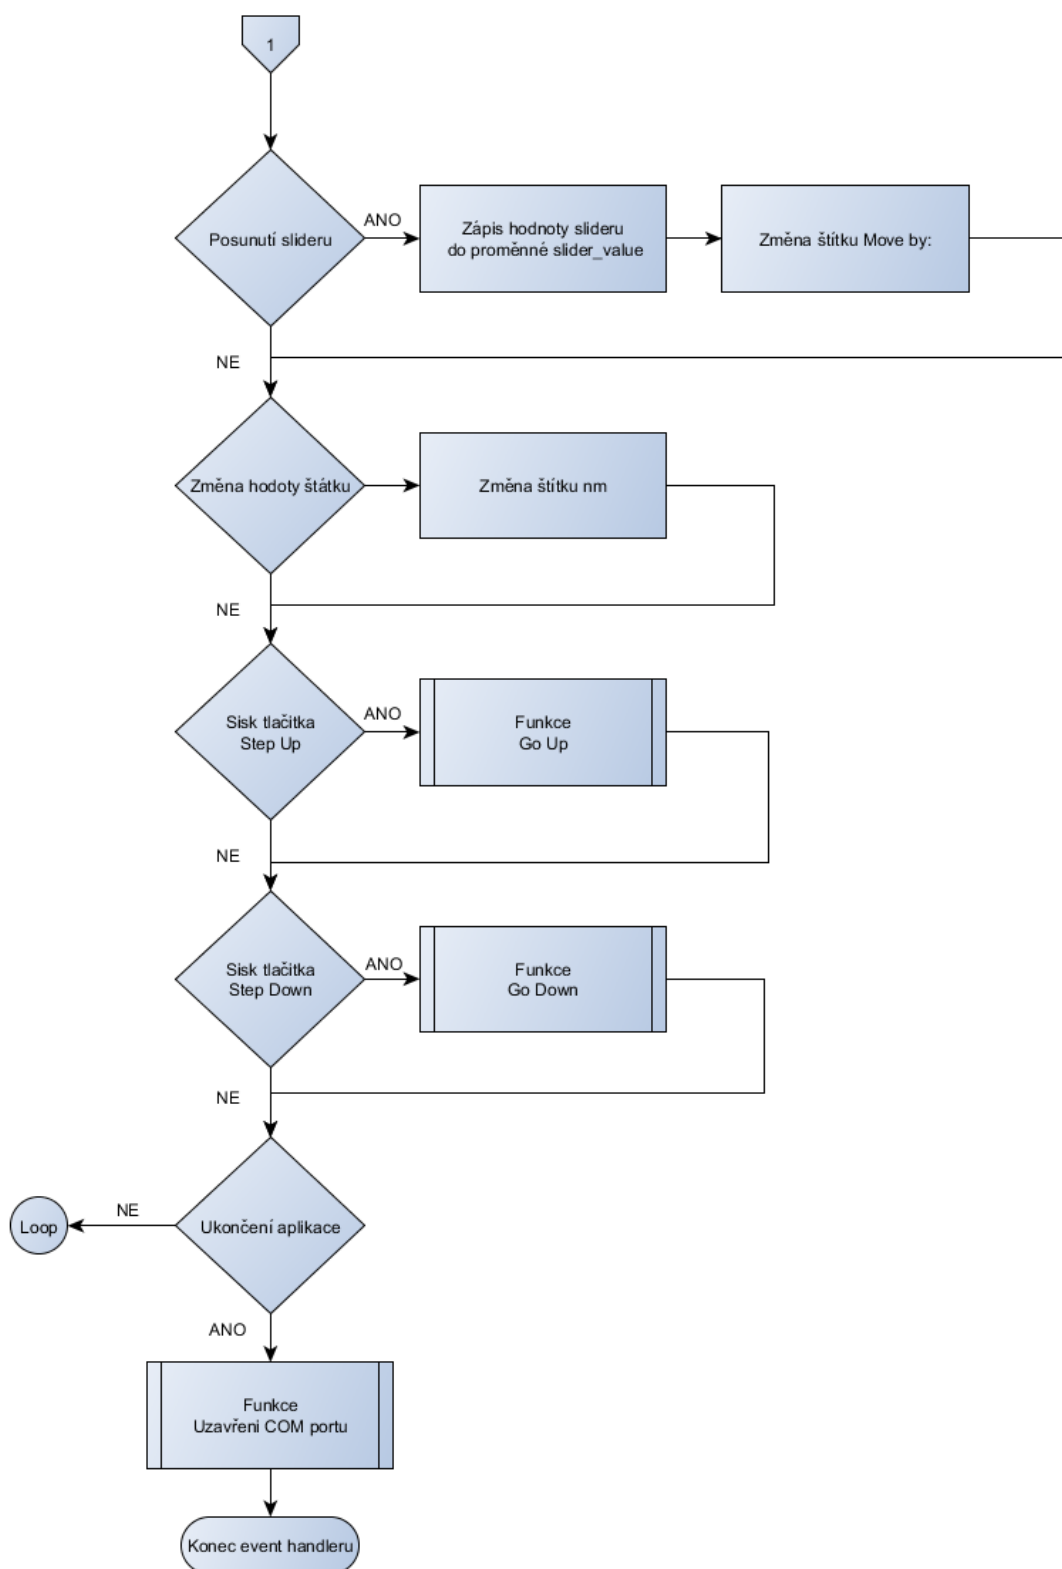 1
Posunutí slideru
ANO
Zápis hodnoty slideru
do proměnné slider_value
Změna štítku Move by:
NE
Změna hodoty štátku
Změna štítku nm
NE
Sisk tlačitka
Step Up
ANO
Funkce
Go Up
NE
Sisk tlačitka
Step Down
ANO
Funkce
Go Down
NE
Ukončení aplikace
NE
Loop
ANO
Funkce
Uzavřeni COM portu
Konec event handleru